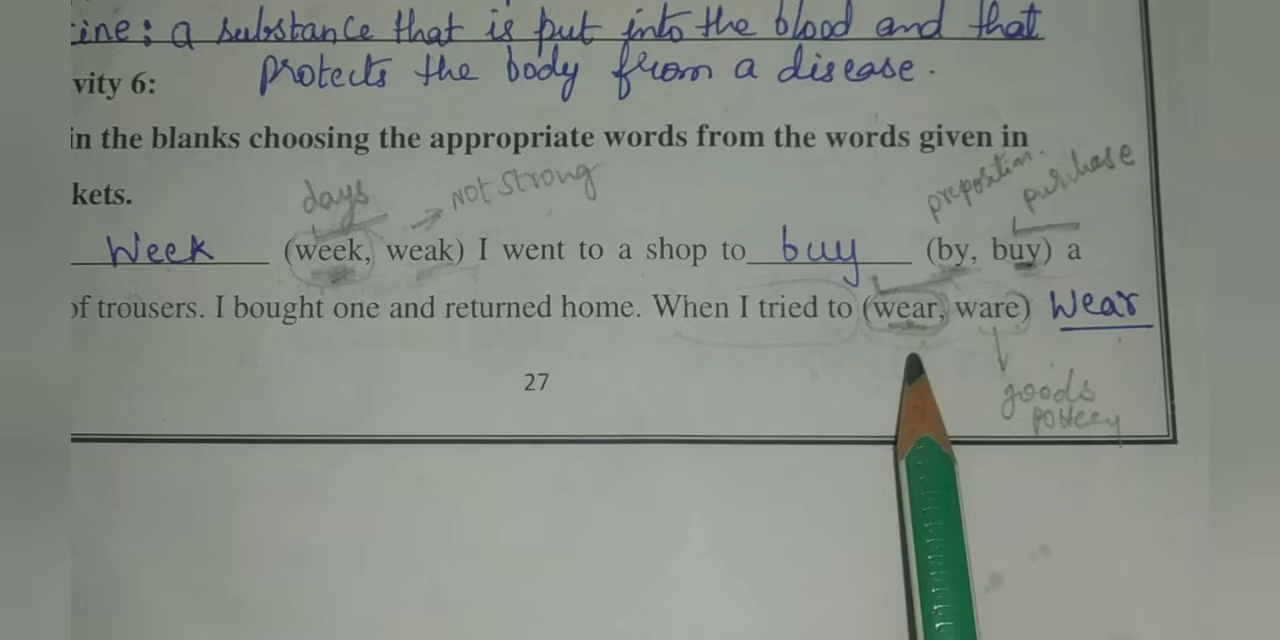 ine: a substance that is put into the blood and that
vity 6: protects the body from a disease.
in the blanks choosing the appropriate words from the words given in
kets.
days
NOT strong
preposition.
purchase
Week (week, weak) I went to a shop to buy (by, buy) a
of trousers. I bought one and returned home. When I tried to (wear, ware) wear
goods
pottery
27